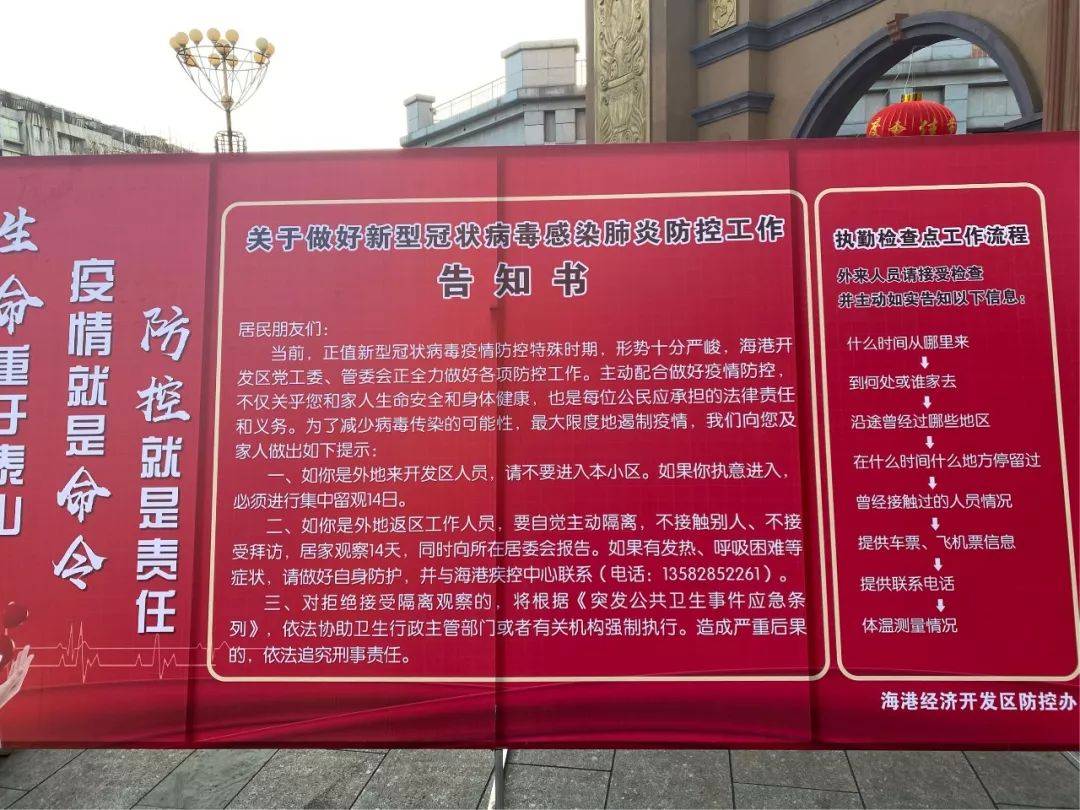 生命重于泰山
疫情就是命令
防控就是责任
关于做好新型冠状病毒感染肺炎防控工作
告知书
居民朋友们：
当前，正值新型冠状病毒疫情防控特殊时期，形势十分严峻，海港开
发区党工委、管委会正全力做好各项防控工作。主动配合做好疫情防控，
不仅关乎您和家人生命安全和身体健康，也是每位公民应承担的法律责任
和义务。为了减少病毒传染的可能性，最大限度地遏制疫情，我们向您及
家人做出如下提示：
一、如你是外地来开发区人员，请不要进入本小区。如果你执意进入，
必须进行集中留观14日。
二、如你是外地返区工作人员，要自觉主动隔离，不接触别人、不接
受拜访，居家观察14天，同时向所在居委会报告。如果有发热、呼吸困难等
症状，请做好自身防护，并与海港疾控中心联系（电话：13582852261）。
三、对拒绝接受隔离观察的，将根据《突发公共卫生事件应急条
列》，依法协助卫生行政主管部门或者有关机构强制执行。造成严重后果
的，依法追究刑事责任。
执勤检查点工作流程
外来人员请接受检查
并主动如实告知以下信息：
什么时间从哪里来
到何处或谁家去
沿途曾经过哪些地区
在什么时间什么地方停留过
曾经接触过的人员情况
提供车票、飞机票信息
提供联系电话
体温测量情况
海港经济开发区防控办